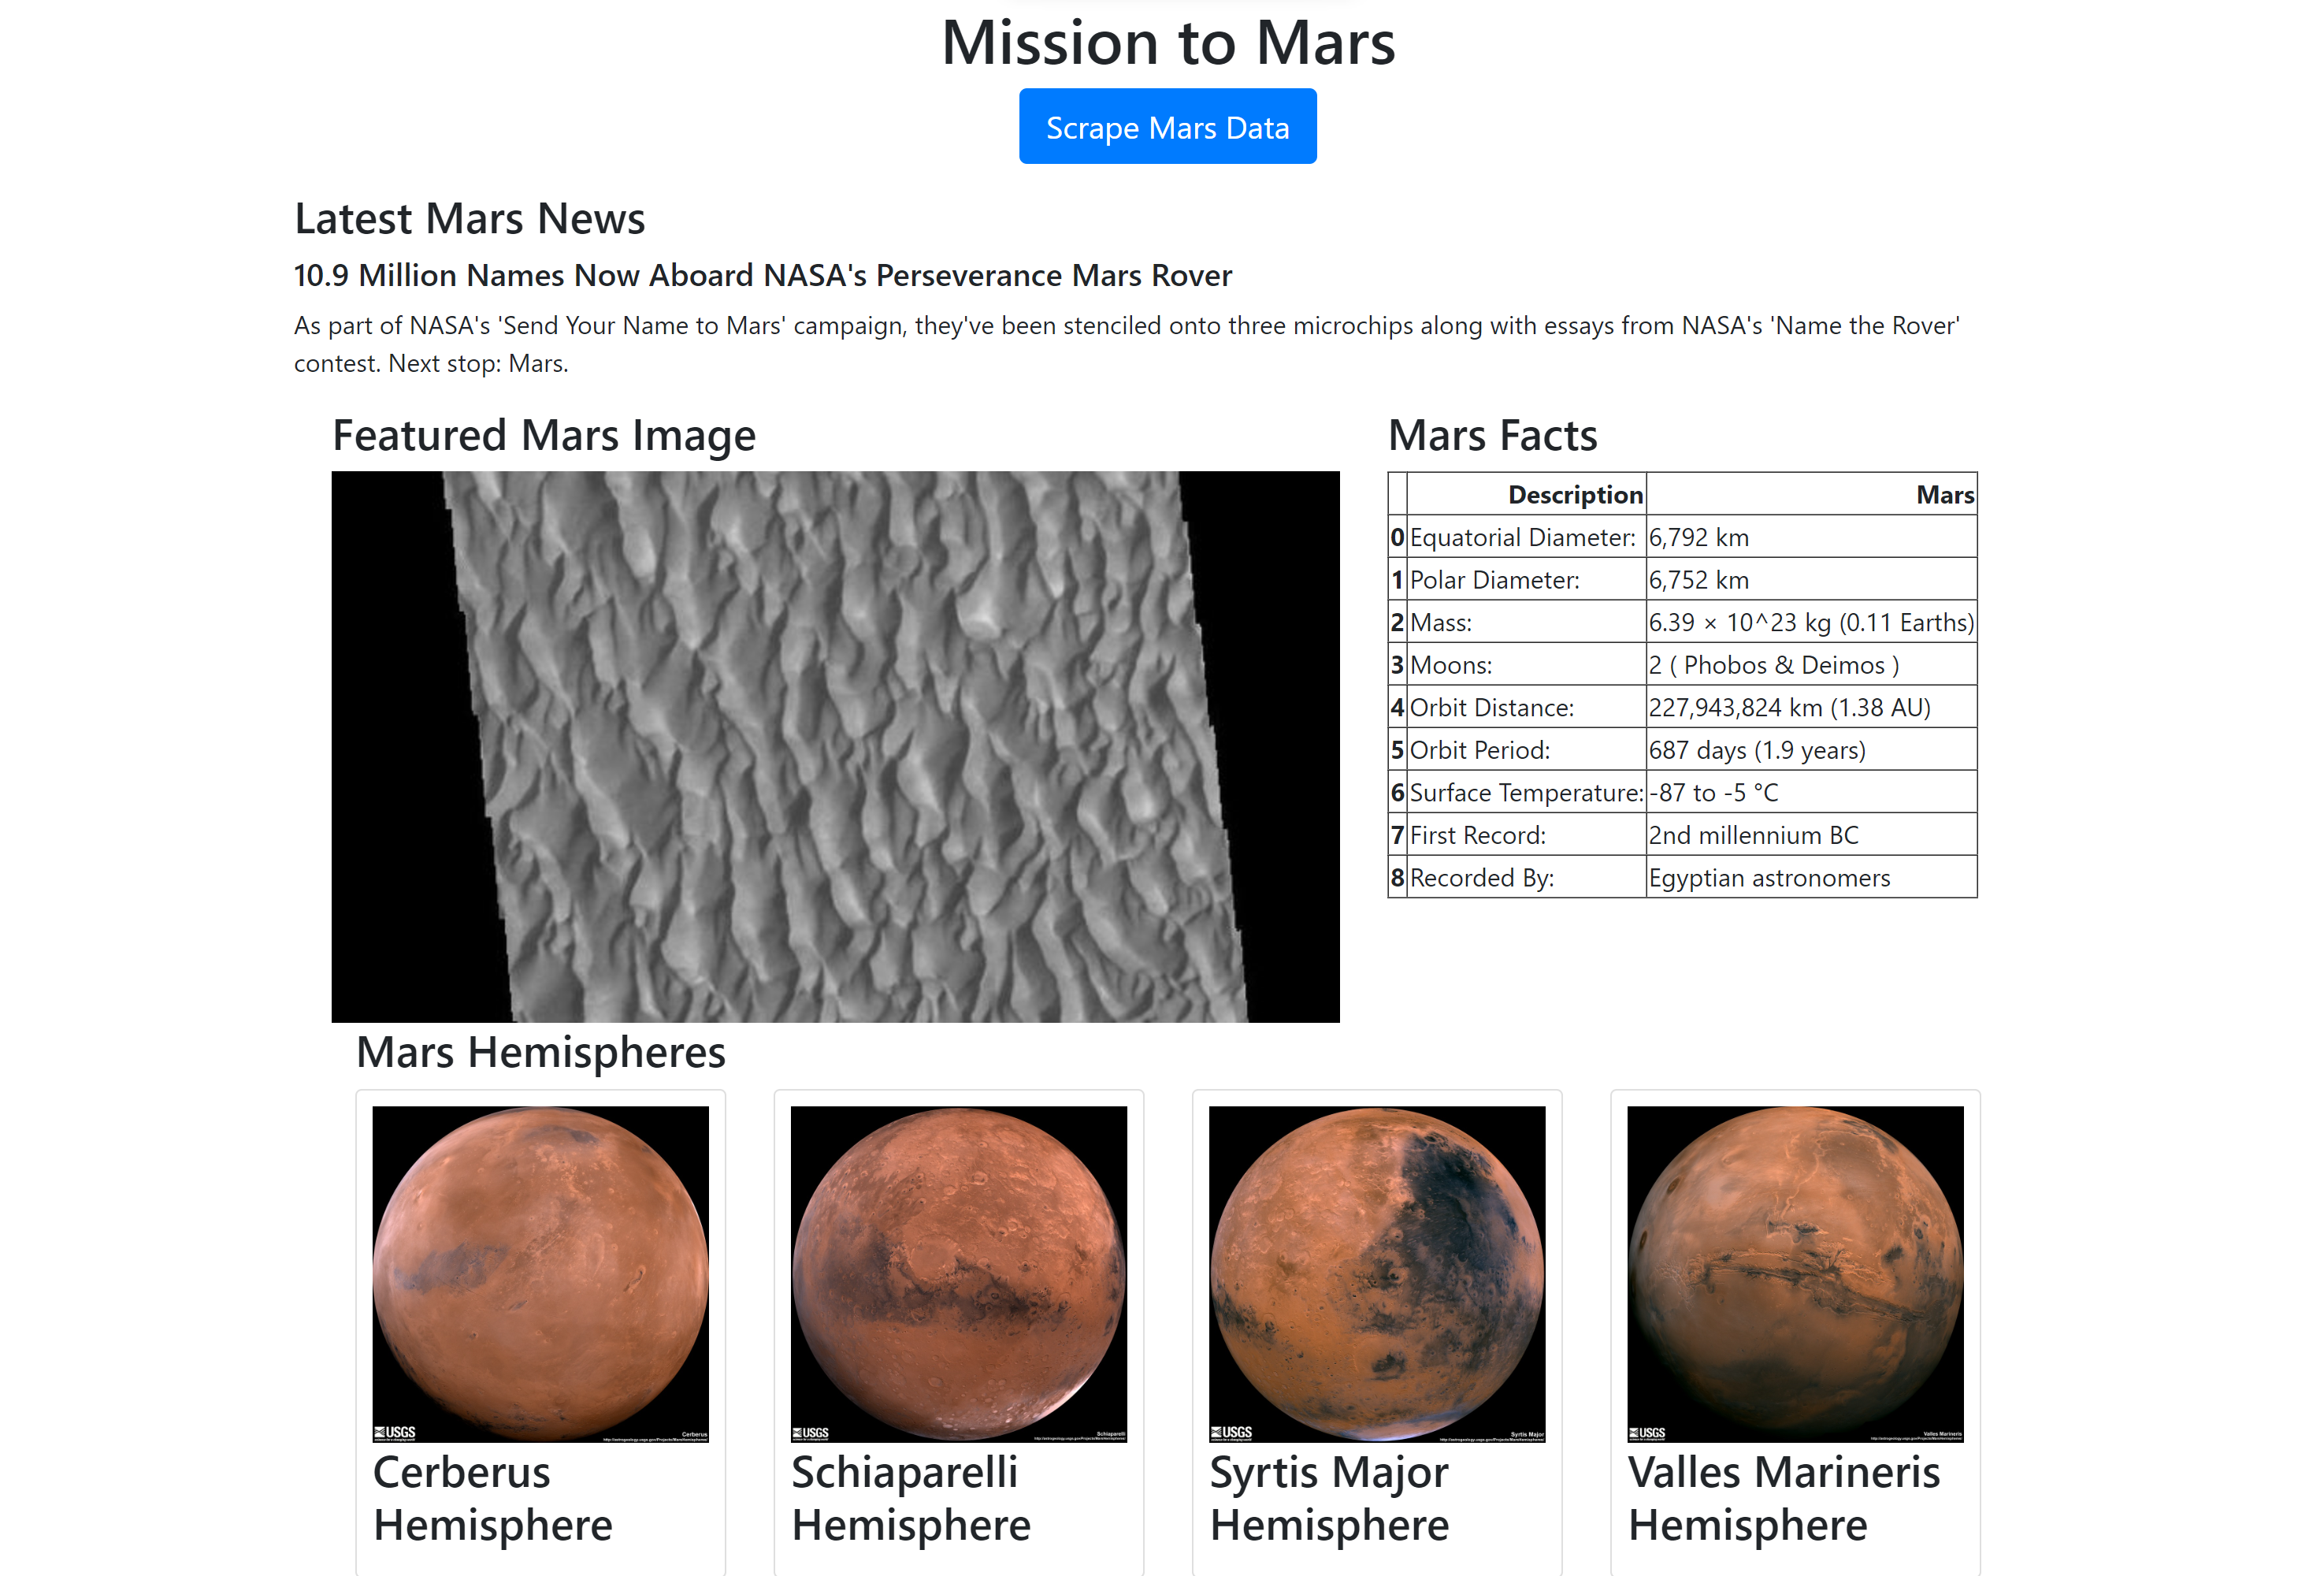 Mission to Mars
Scrape Mars Data
Latest Mars News
10.9 Million Names Now Aboard NASA's Perseverance Mars Rover
As part of NASA's 'Send Your Name to Mars' campaign, they've been stenciled onto three microchips along with essays from NASA's 'Name the Rover'
contest. Next stop: Mars.
Featured Mars Image
Mars Facts
Description Mars
0 Equatorial Diameter: 6,792 km
1 Polar Diameter: 6,752 km
2 Mass: 6.39 × 10^23 kg (0.11 Earths)
3 Moons: 2 ( Phobos & Deimos )
4 Orbit Distance: 227,943,824 km (1.38 AU)
5 Orbit Period: 687 days (1.9 years)
6 Surface Temperature: -87 to -5 °C
7 First Record: 2nd millennium BC
8 Recorded By: Egyptian astronomers
Mars Hemispheres
USGS
Cerberus
USGS
Schiaparelli
USGS
Syrtis Major
USGS
Valles Marineris
Cerberus
Hemisphere
Schiaparelli
Hemisphere
Syrtis Major
Hemisphere
Valles Marineris
Hemisphere